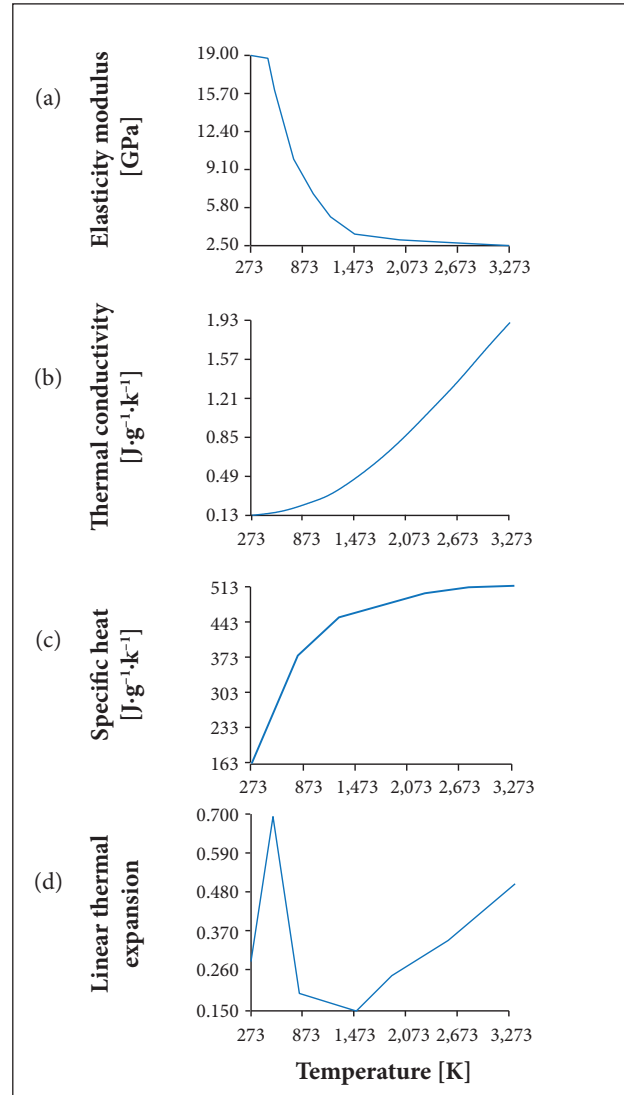 (a)
Elasticity modulus
[GPa]
19.00
15.70
12.40
9.10
5.80
2.50
273 873 1,473 2,073 2,673 3,273
(b)
Thermal conductivity
[J·g⁻¹·k⁻¹]
1.93
1.57
1.21
0.85
0.49
0.13
273 873 1,473 2,073 2,673 3,273
(c)
Specific heat
[J·g⁻¹·k⁻¹]
513
443
373
303
233
163
273 873 1,473 2,073 2,673 3,273
(d)
Linear thermal
expansion
0.700
0.590
0.480
0.370
0.260
0.150
273 873 1,473 2,073 2,673 3,273
Temperature [K]